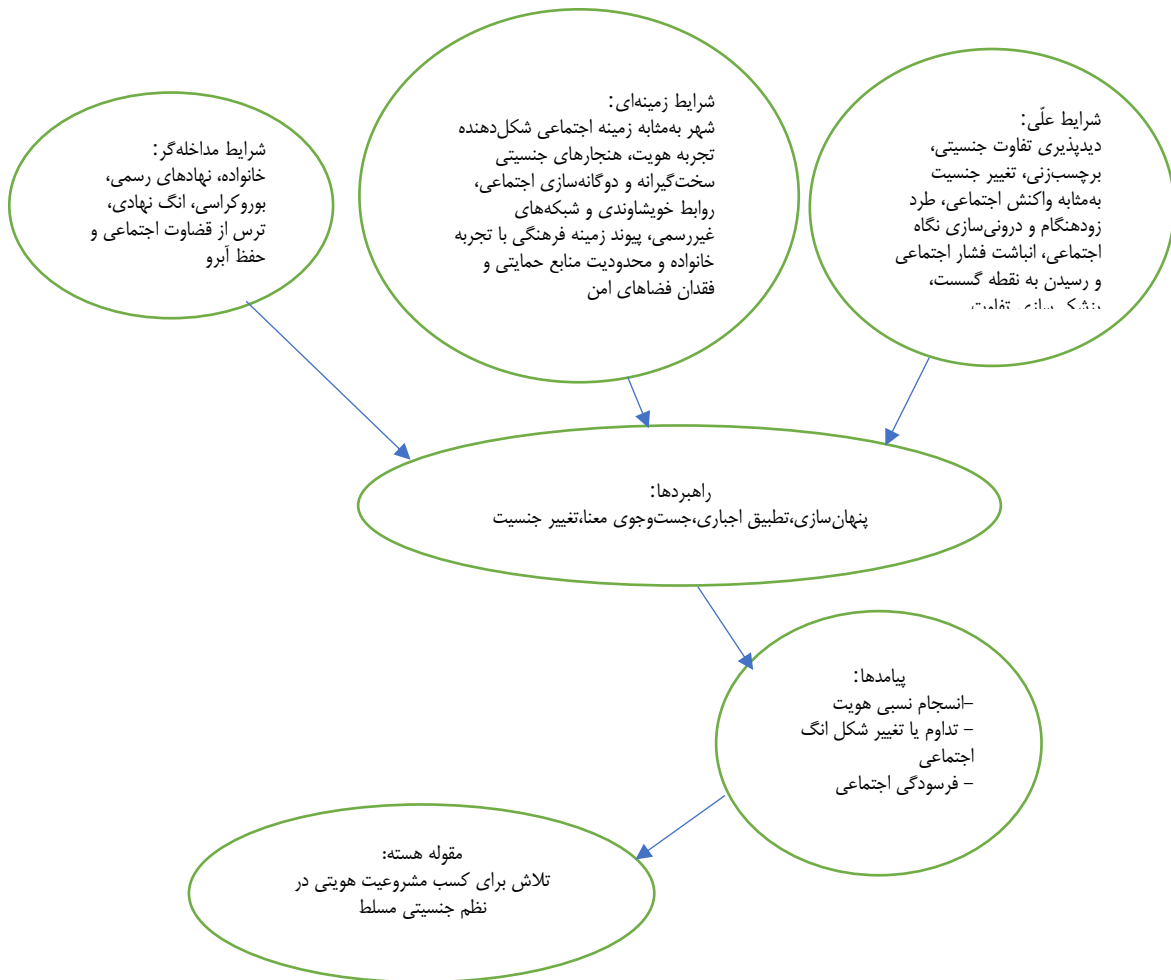 شرایط علّی:
دیدپذیری تفاوت جنسیتی،
برچسب‌زنی، تغییر جنسیت
به‌مثابه واکنش اجتماعی، طرد
زودهنگام و درونی‌سازی نگاه
اجتماعی، انباشت فشار اجتماعی
و رسیدن به نقطه گسست،
پزشکی‌سازی تفاوت
شرایط زمینه‌ای:
شهر به‌مثابه زمینه اجتماعی شکل‌دهنده
تجربه هویت، هنجارهای جنسیتی
سخت‌گیرانه و دوگانه‌سازی اجتماعی،
روابط خویشاوندی و شبکه‌های
غیررسمی، پیوند زمینه فرهنگی با تجربه
خانواده و محدودیت منابع حمایتی و
فقدان فضاهای امن
شرایط مداخله‌گر:
خانواده، نهادهای رسمی،
بوروکراسی، انگ نهادی،
ترس از قضاوت اجتماعی و
حفظ آبرو
راهبردها:
پنهان‌سازی،تطبیق اجباری،جست‌وجوی معنا،تغییر جنسیت
پیامدها:
–انسجام نسبی هویت
– تداوم یا تغییر شکل انگ
اجتماعی
– فرسودگی اجتماعی
مقوله هسته:
تلاش برای کسب مشروعیت هویتی در
نظم جنسیتی مسلط